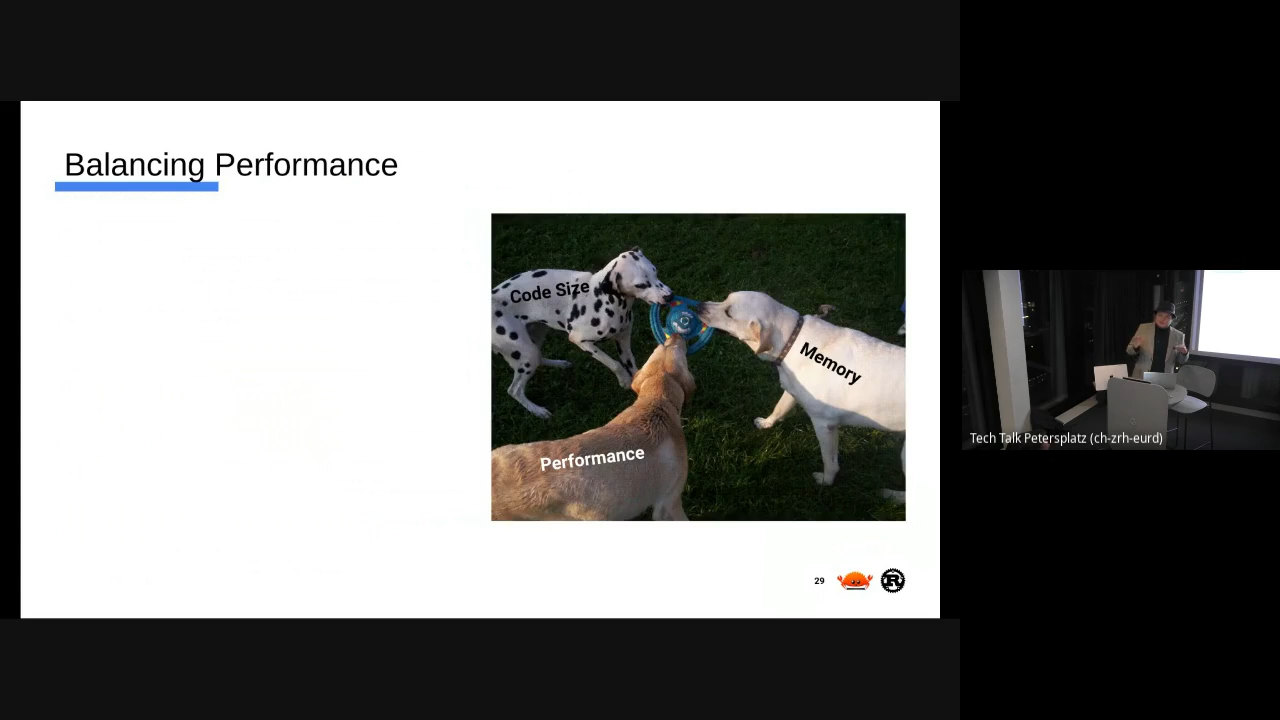 Balancing Performance
Code Size
Memory
Performance
29
R
Tech Talk Petersplatz (ch-zrh-eurd)